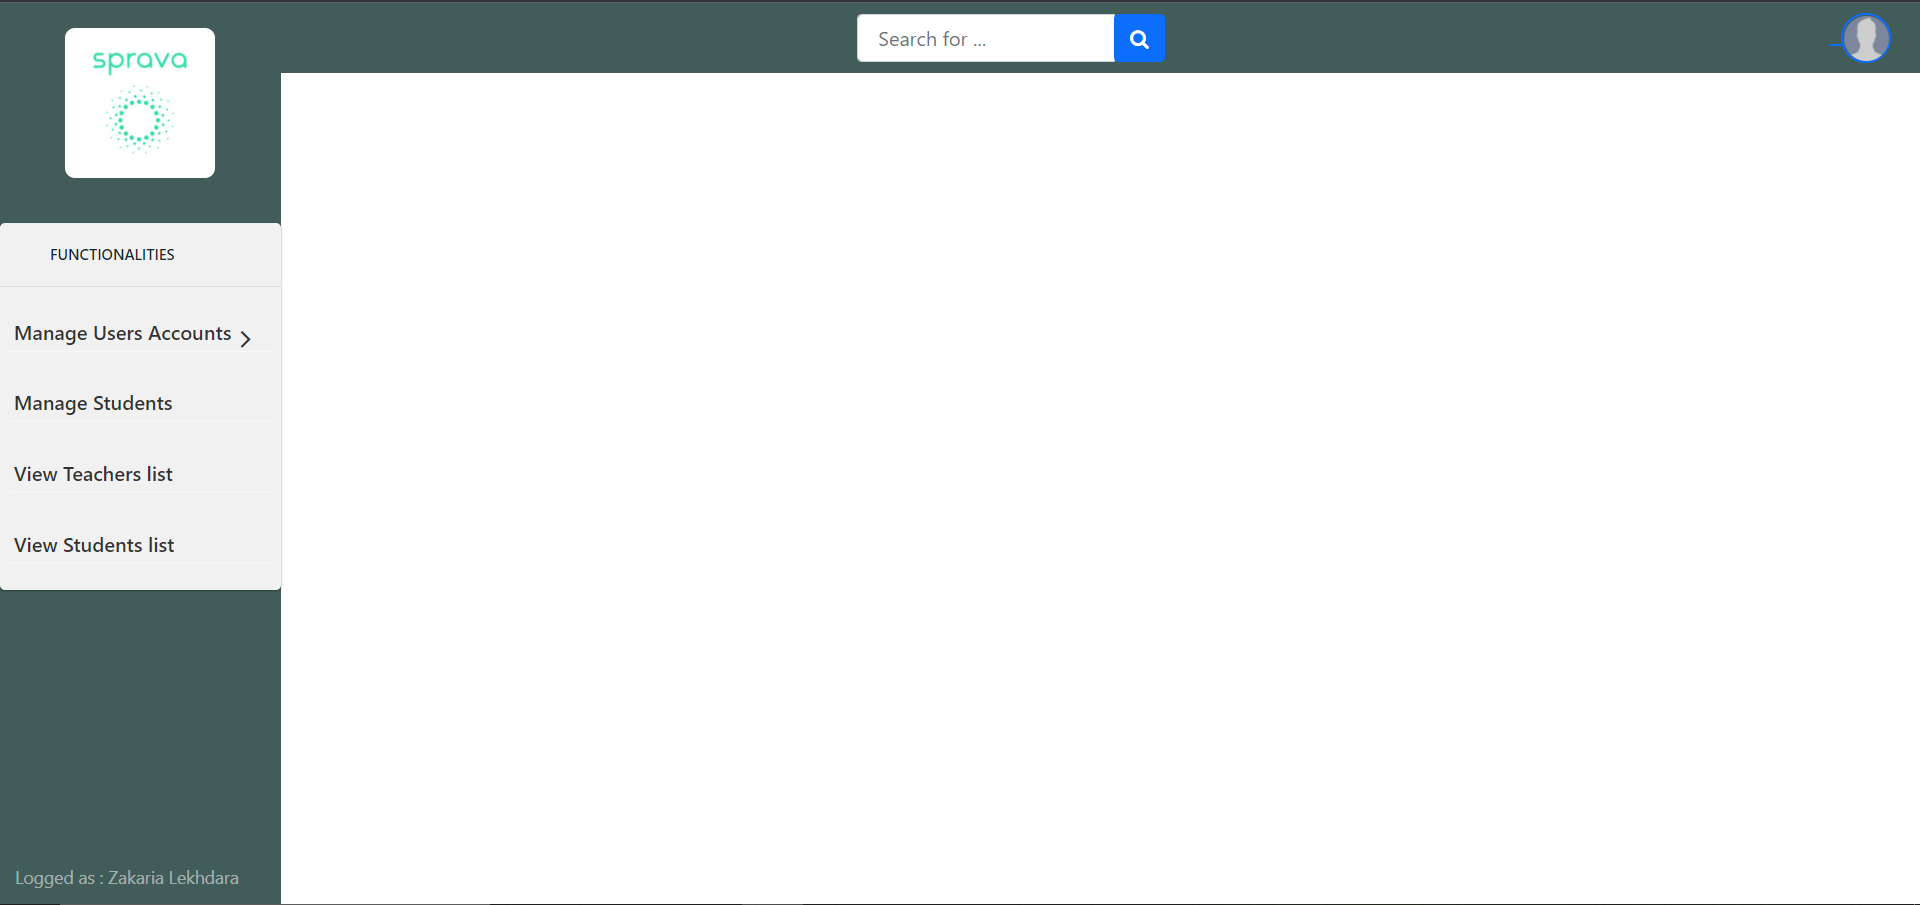 sprava
Search for ...
FUNCTIONALITIES
Manage Users Accounts
Manage Students
View Teachers list
View Students list
Logged as : Zakaria Lekhdara